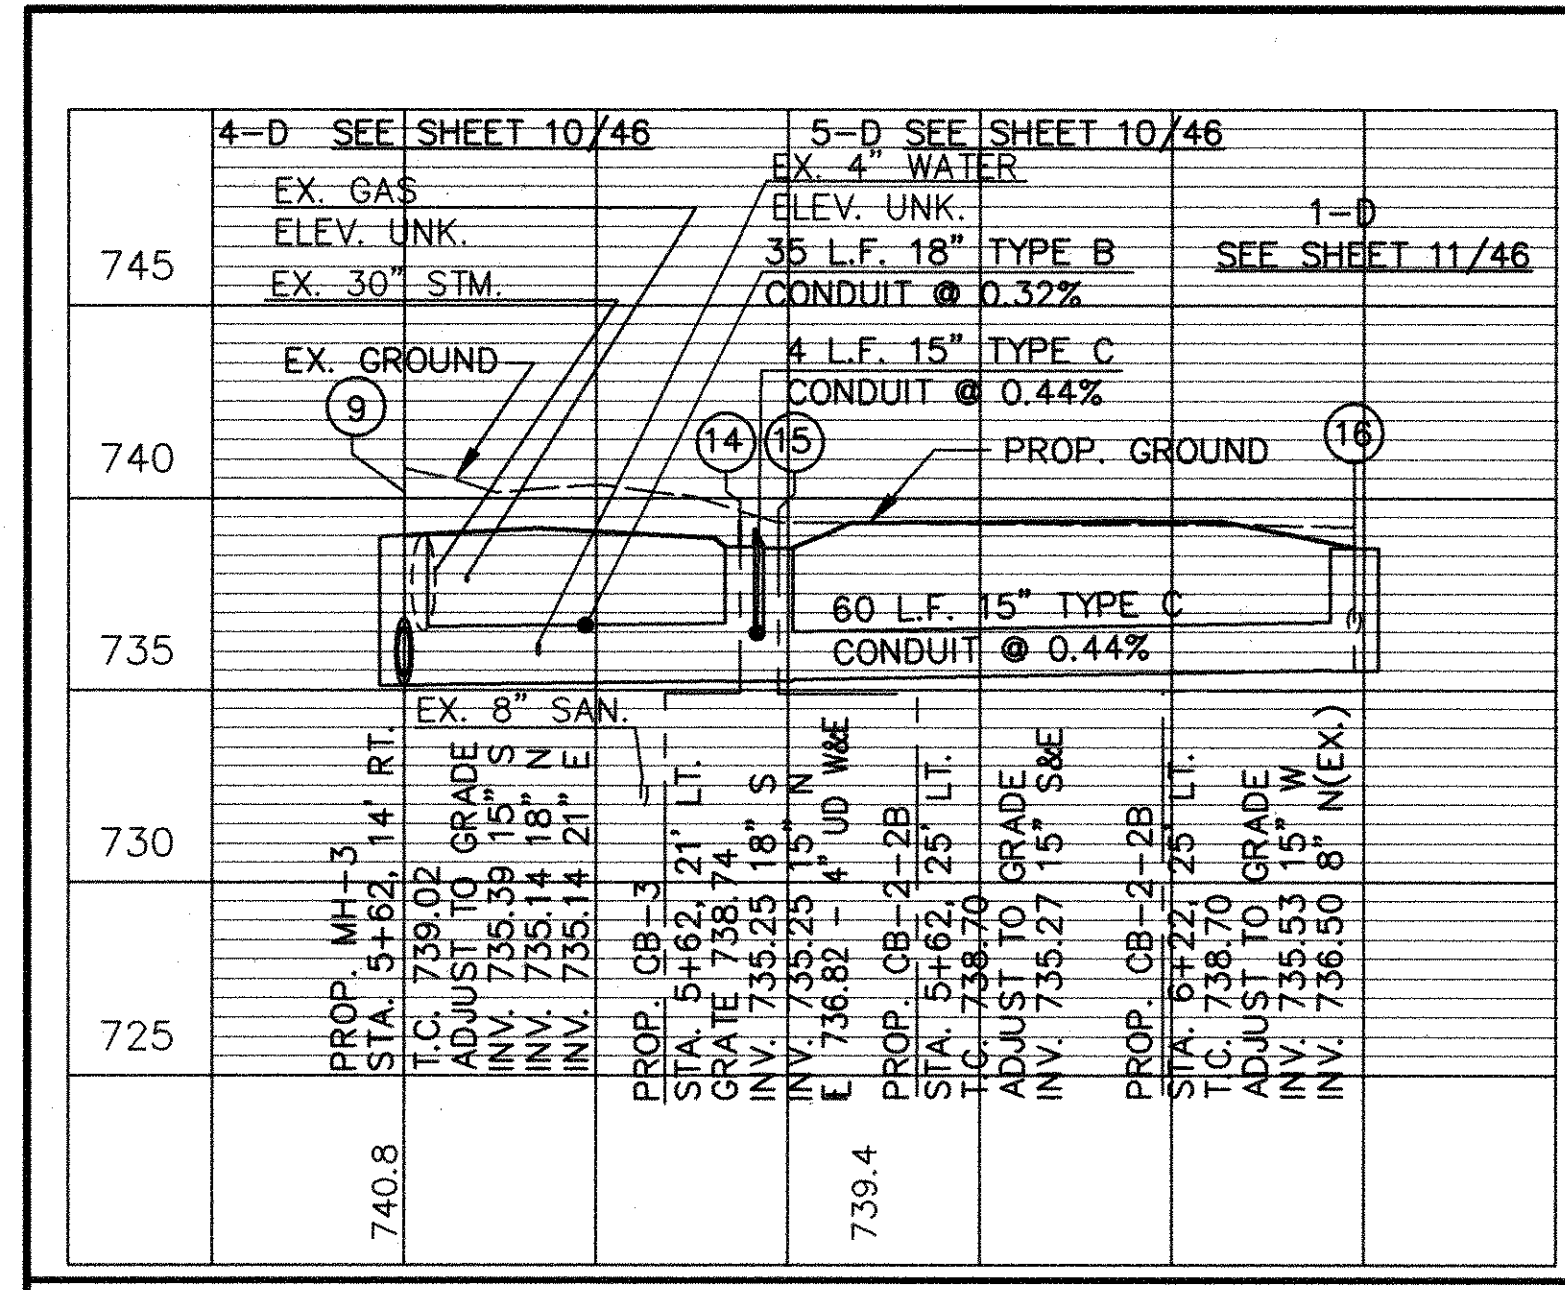 4-D SEE SHEET 10/46
5-D SEE SHEET 10/46
EX. 4" WATER
ELEV. UNK.
EX. GAS
ELEV. UNK.
1-D
SEE SHEET 11/46
35 L.F. 18" TYPE B
CONDUIT @ 0.32%
745
EX. 30" STM.
EX. GROUND
4 L.F. 15" TYPE C
CONDUIT @ 0.44%
9
14
15
16
740
PROP. GROUND
60 L.F. 15" TYPE C
CONDUIT @ 0.44%
735
EX. 8" SAN.
730
725
PROP. MH-3
STA. 5+62, 14' RT.
T.C. 739.02
ADJUST TO GRADE
INV. 735.39 15" S
INV. 735.14 18" N
INV. 735.14 21" E
PROP. CB-3
STA. 5+62, 21' LT.
GRATE 738.74
INV. 735.25 18" S
INV. 735.25 15" N
E 736.82 - 4" UD W&E
PROP. CB-2-2B
STA. 5+62, 25' LT.
T.C. 738.70
ADJUST TO GRADE
INV. 735.27 15" S&E
PROP. CB-2-2B
STA. 6+22, 25' LT.
T.C. 738.70
ADJUST TO GRADE
INV. 735.53 15" W
INV. 736.50 8" N(EX.)
740.8
739.4